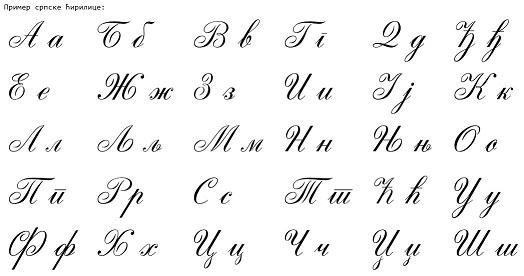 Пример српске ћирилице:
А а Б б В в Г г Д д Ђ ђ
Е е Ж ж З з И и Ј ј К к
Л л Љ љ М м Н н Њ њ О о
П п Р р С с Т т Ћ ћ У у
Ф ф Х х Ц ц Ч ч Џ џ Ш ш